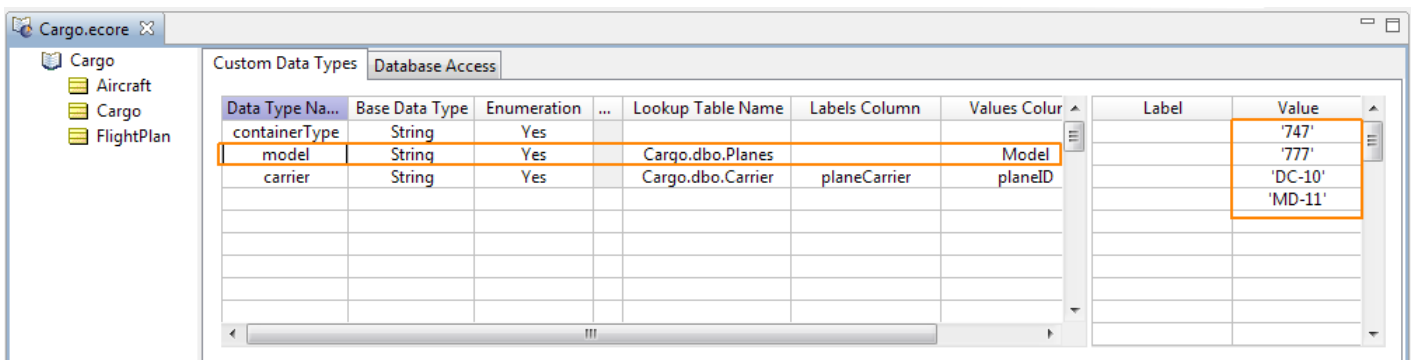 Cargo.ecore
Cargo
Aircraft
Cargo
FlightPlan
Custom Data Types Database Access
Data Type Na... Base Data Type Enumeration ... Lookup Table Name Labels Column Values Colur Label Value
containerType String Yes '747'
model String Yes Cargo.dbo.Planes Model '777'
carrier String Yes Cargo.dbo.Carrier planeCarrier planeID 'DC-10'
'MD-11'